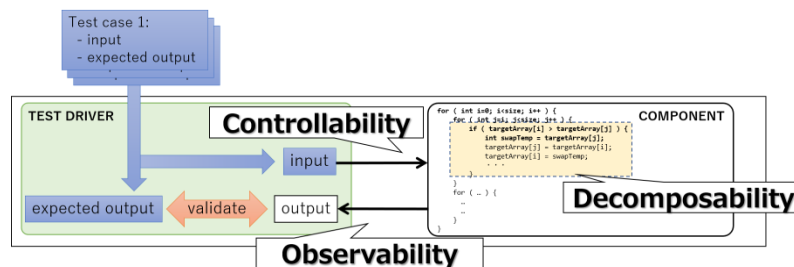 Test case 1:
- input
- expected output
TEST DRIVER
Controllability
input
expected output
validate
output
Observability
COMPONENT
for ( int i=0; i<size; i++ ) {
for ( int j=i; j<size; j++ ) {
if ( targetArray[i] > targetArray[j] ) {
int swapTemp = targetArray[j];
targetArray[j] = targetArray[i];
targetArray[i] = swapTemp;
. . .
}
}
for ( … ) {
…
…
}
}
Decomposability